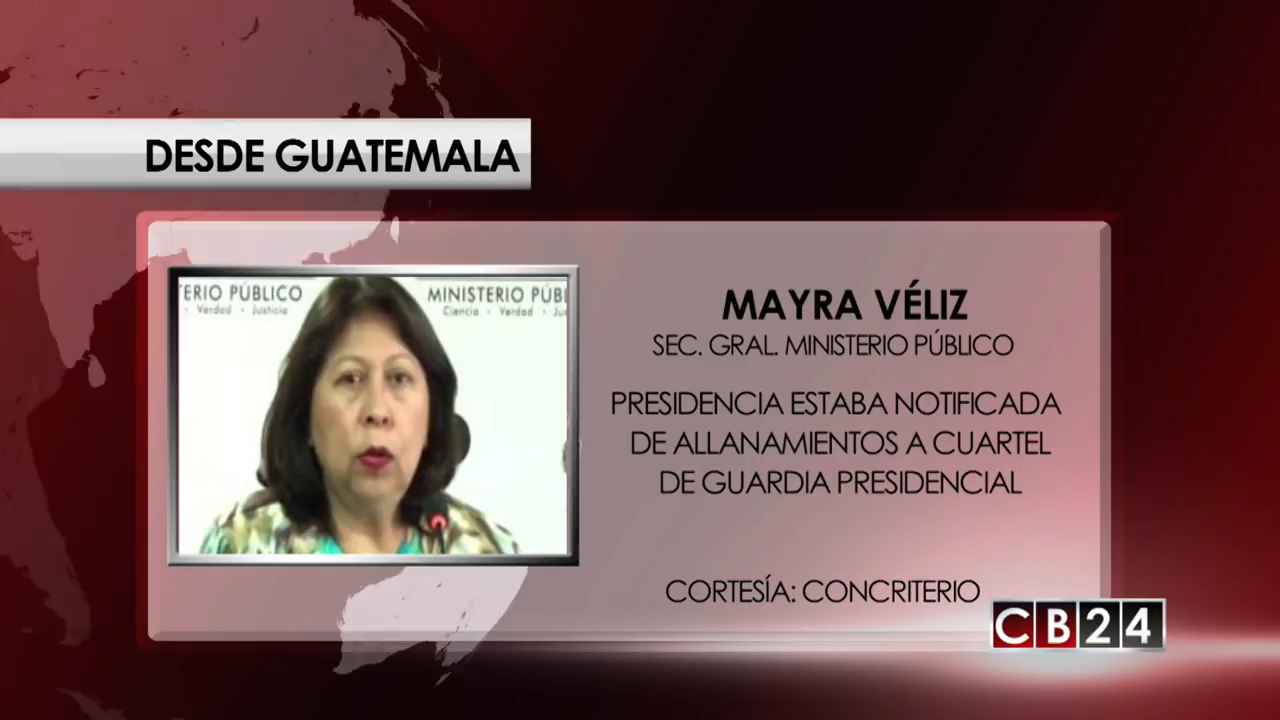 DESDE GUATEMALA
MINISTERIO PÚBL
Ciencia - Verdad - Ju
ERIO PÚBLICO
- Verdad - Justicia
MAYRA VÉLIZ
SEC. GRAL. MINISTERIO PÚBLICO
PRESIDENCIA ESTABA NOTIFICADA
DE ALLANAMIENTOS A CUARTEL
DE GUARDIA PRESIDENCIAL
CORTESÍA: CONCRITERIO
CB24